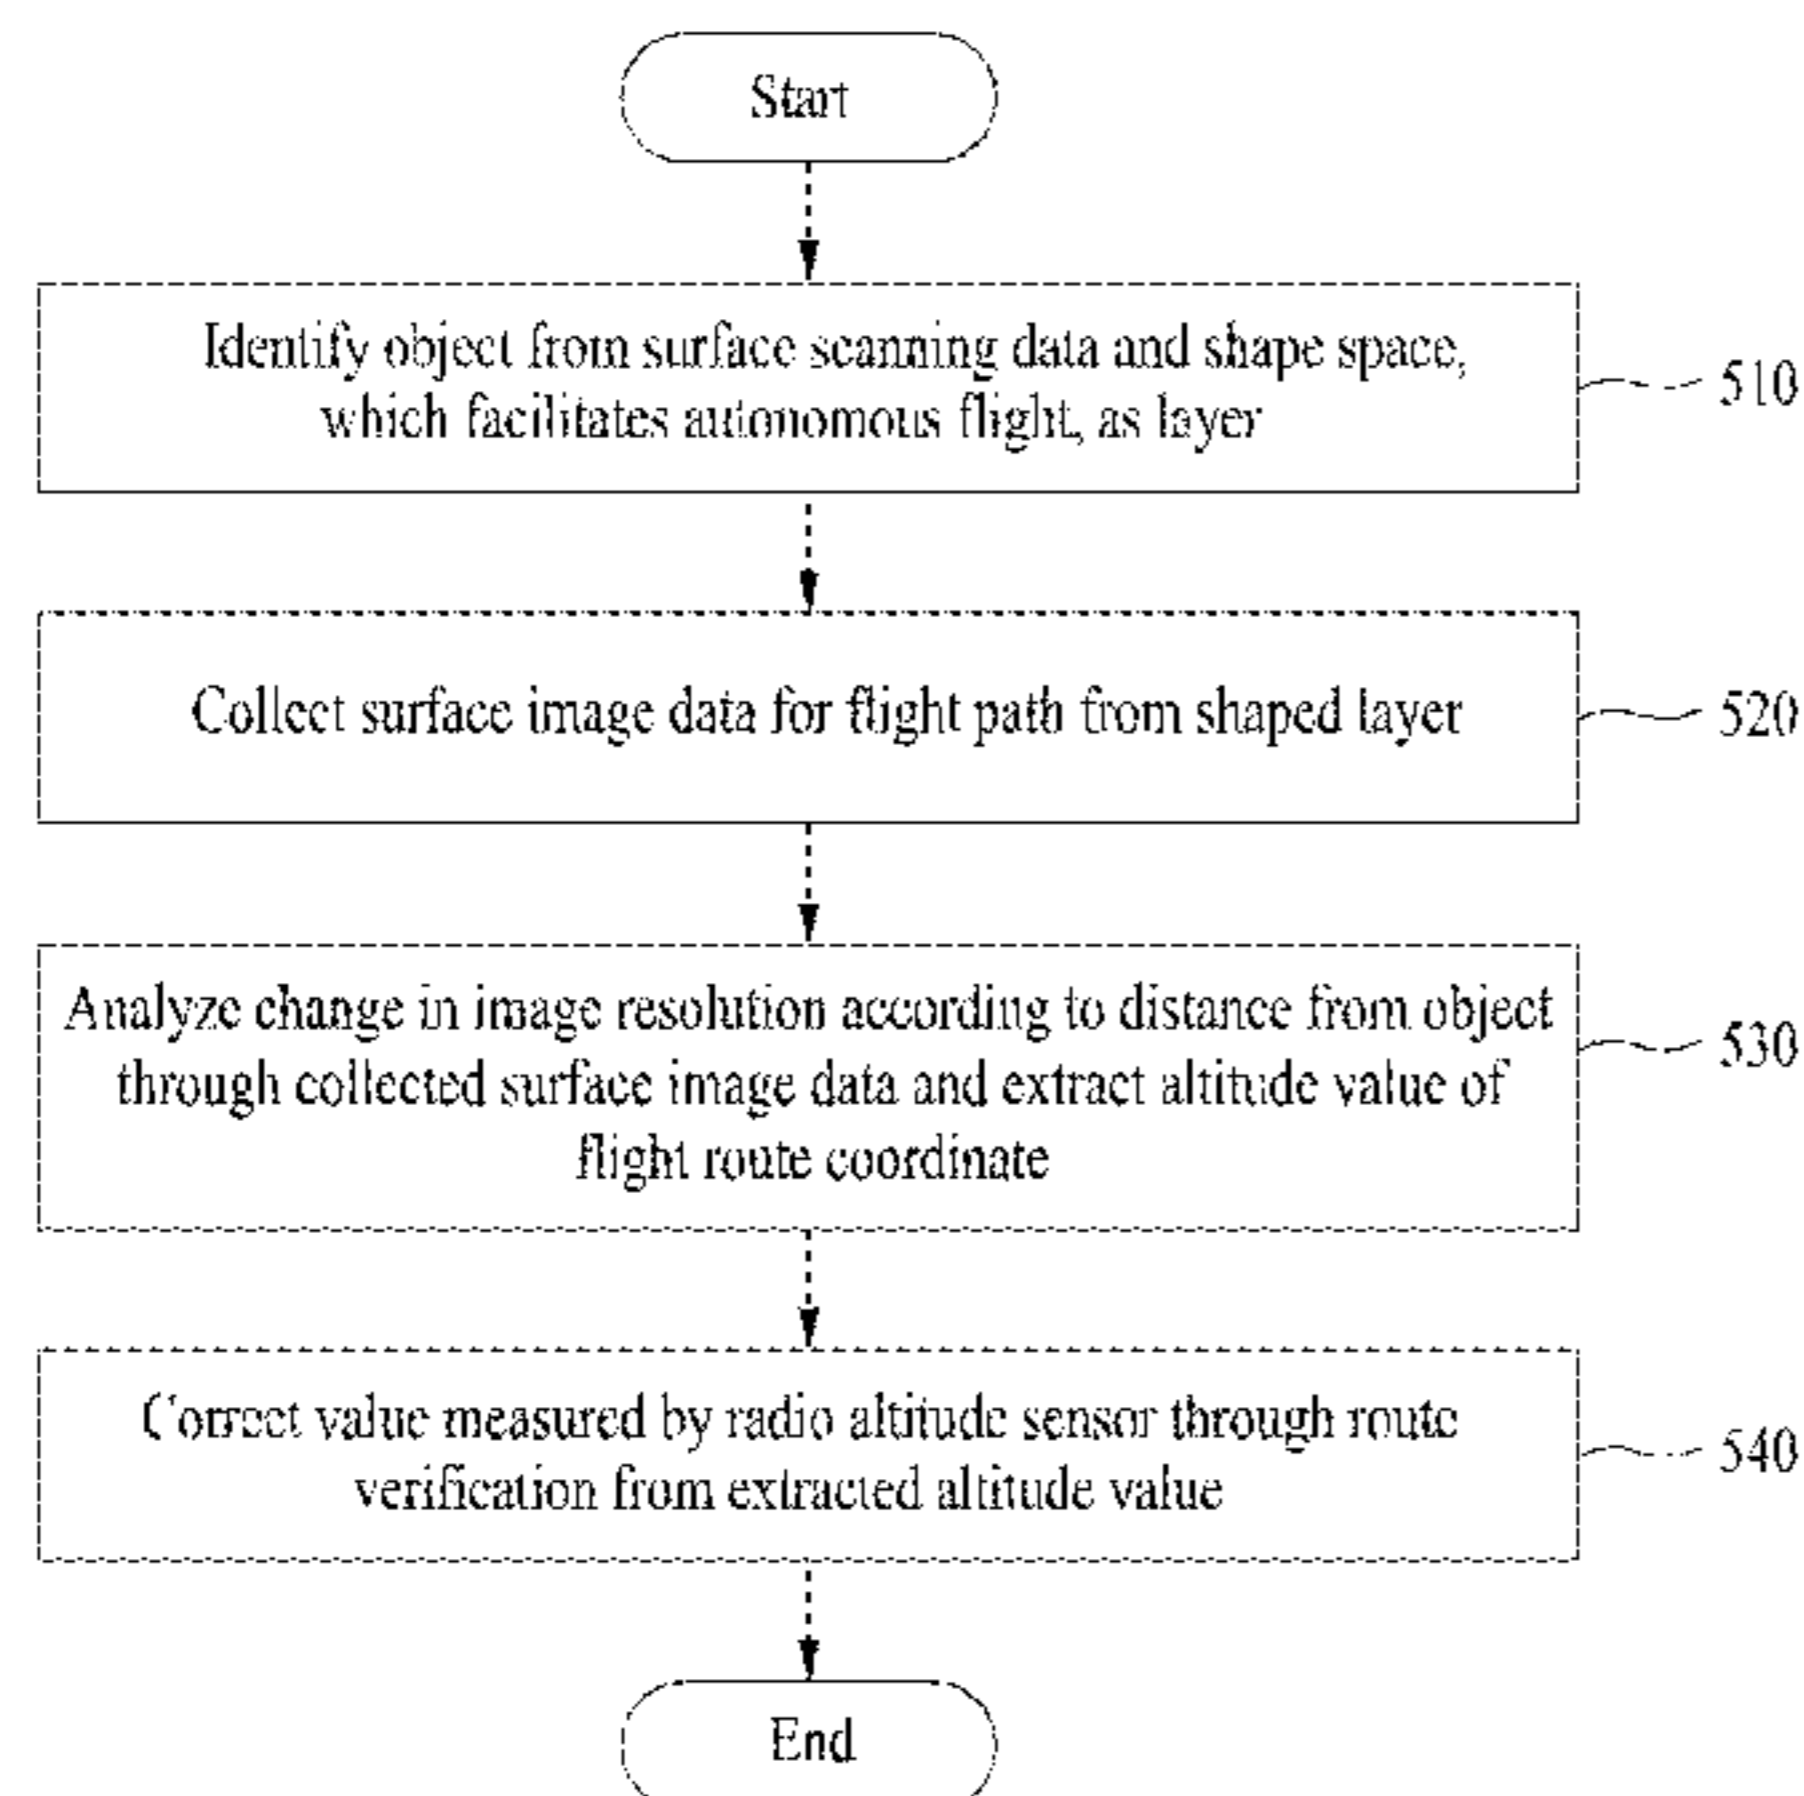 Start
Identify object from surface scanning data and shape space,
which facilitates autonomous flight, as layer
510
Collect surface image data for flight path from shaped layer
520
Analyze change in image resolution according to distance from object
through collected surface image data and extract altitude value of
flight route coordinate
530
Correct value measured by radio altitude sensor through route
verification from extracted altitude value
540
End